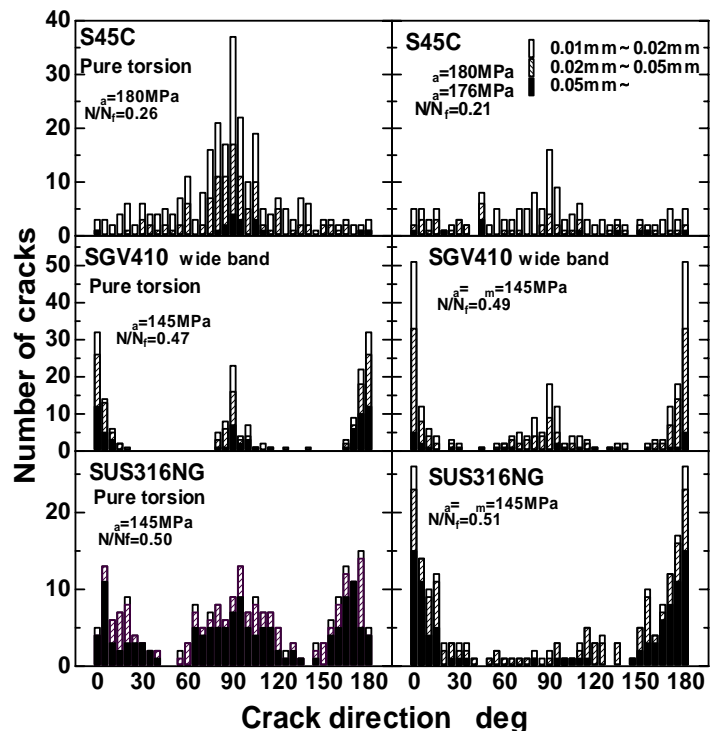 Number of cracks
40
30
20
10
0
S45C
Pure torsion
a=180MPa
N/Nf=0.26
S45C
a=180MPa
a=176MPa
N/Nf=0.21
0.01mm~0.02mm
0.02mm~0.05mm
0.05mm~
50
40
30
20
10
0
SGV410 wide band
Pure torsion
a=145MPa
N/Nf=0.47
SGV410 wide band
a= m=145MPa
N/Nf=0.49
20
10
0
SUS316NG
Pure torsion
a=145MPa
N/Nf=0.50
SUS316NG
a= m=145MPa
N/Nf=0.51
0 30 60 90 120 150 180 0 30 60 90 120 150 180
Crack direction deg